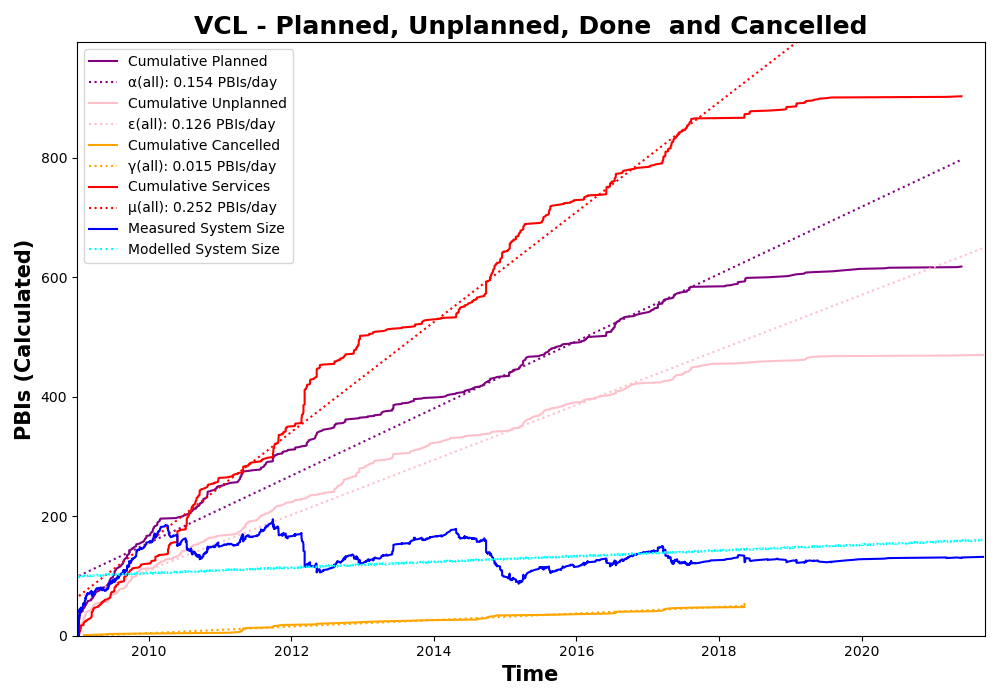 VCL - Planned, Unplanned, Done  and Cancelled
Cumulative Planned
α(all): 0.154 PBIs/day
Cumulative Unplanned
ε(all): 0.126 PBIs/day
Cumulative Cancelled
γ(all): 0.015 PBIs/day
Cumulative Services
μ(all): 0.252 PBIs/day
Measured System Size
Modelled System Size
PBIs (Calculated)
800
600
400
200
0
2010 2012 2014 2016 2018 2020
Time